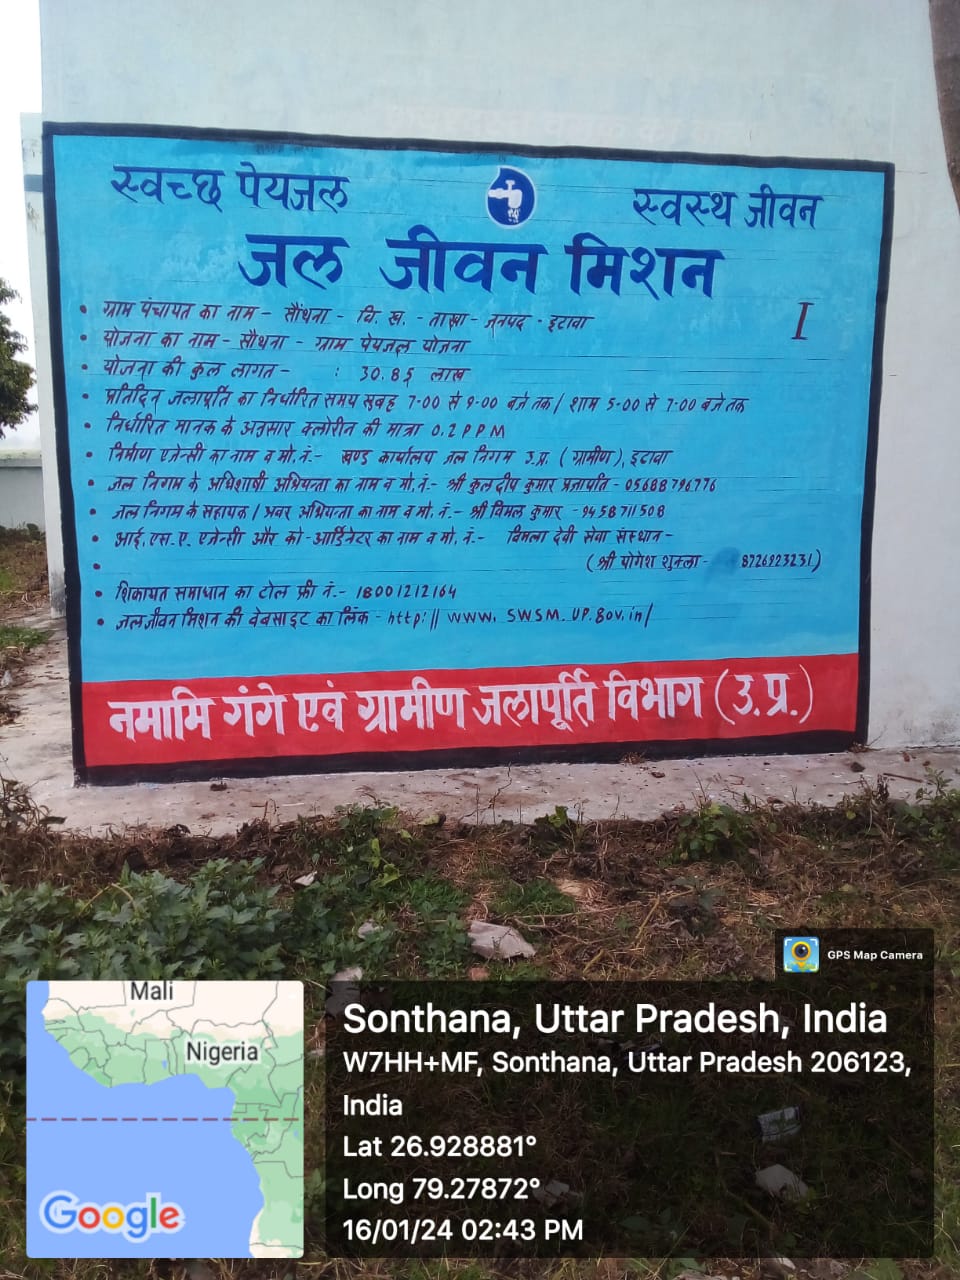 स्वच्छ पेयजल
स्वस्थ जीवन
जल जीवन मिशन
I
• ग्राम पंचायत का नाम - सौंथना - वि. ख. - ताखा - जनपद - इटावा
• योजना का नाम - सौथना - ग्राम पेयजल योजना
• योजना की कुल लागत - : 30.85 लाख
• प्रतिदिन जलापूर्ति का निर्धारित समय सुबह 7-00 से 9-00 बजे तक / शाम 5-00 से 7-00 बजे तक
• निर्धारित मानक के अनुसार क्लोरीन की मात्रा 0.2 PPM
• निर्माण एजेन्सी का नाम व मो. नं.- खण्ड कार्यालय जल निगम उ.प्र. ( ग्रामीण ), इटावा
• जल निगम के अधिशाषी अभियन्ता का नाम व मो. नं.- श्री कुलदीप कुमार प्रजापति - 05688796776
• जल निगम के सहायक / अवर अभियन्ता का नाम व मो. नं.- श्री विमल कुमार - 9458711508
• आई. एस. ए. एजेन्सी और को-आर्डिनेटर का नाम व मो. नं.- विमला देवी सेवा संस्थान -
• ( श्री योगेश शुक्ला - 8726923231 )
• शिकायत समाधान का टोल फ्री नं.- 18001212164
• जल जीवन मिशन की वेबसाइट का लिंक - http:// www. SWSM. UP. gov. in/
नमामि गंगे एवं ग्रामीण जलापूर्ति विभाग (उ. प्र.)
GPS Map Camera
Mali
Nigeria
Google
Sonthana, Uttar Pradesh, India
W7HH+MF, Sonthana, Uttar Pradesh 206123,
India
Lat 26.928881°
Long 79.27872°
16/01/24 02:43 PM